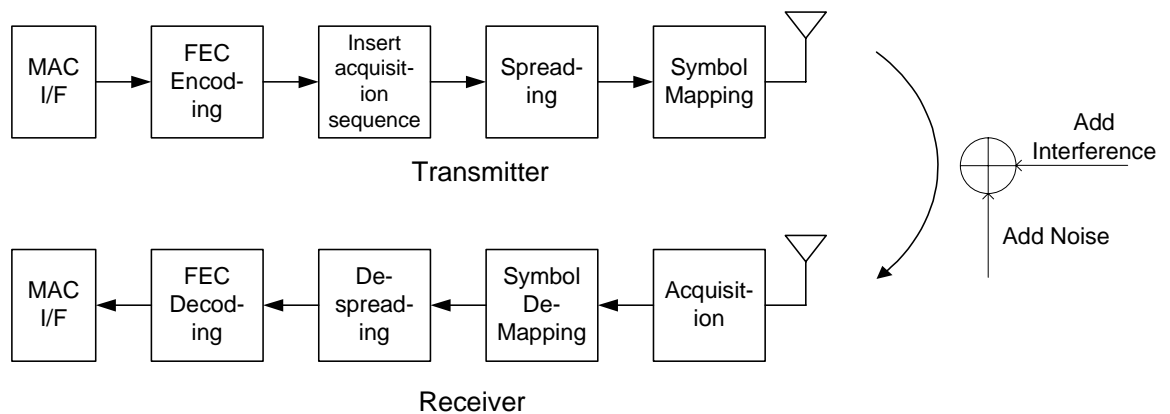 MAC
I/F
FEC
Encod-
ing
Insert
acquisit-
ion
sequence
Spread-
ing
Symbol
Mapping
Transmitter
Add
Interference
Add Noise
MAC
I/F
FEC
Decod-
ing
De-
spread-
ing
Symbol
De-
Mapping
Acquisit-
ion
Receiver